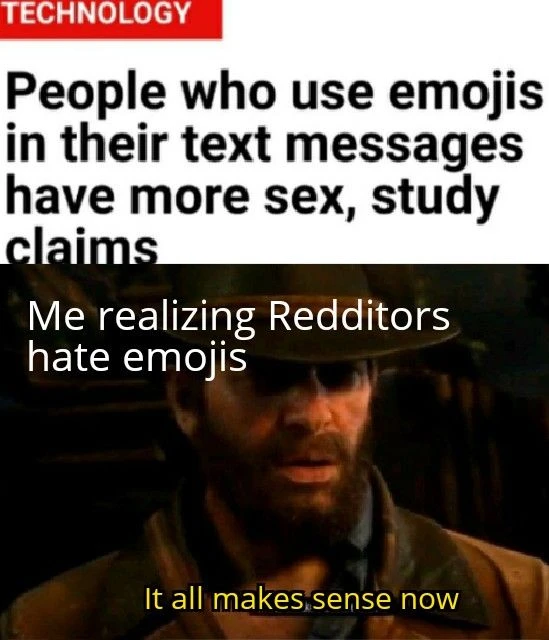 TECHNOLOGY
People who use emojis
in their text messages
have more sex, study
claims
Me realizing Redditors
hate emojis
It all makes sense now